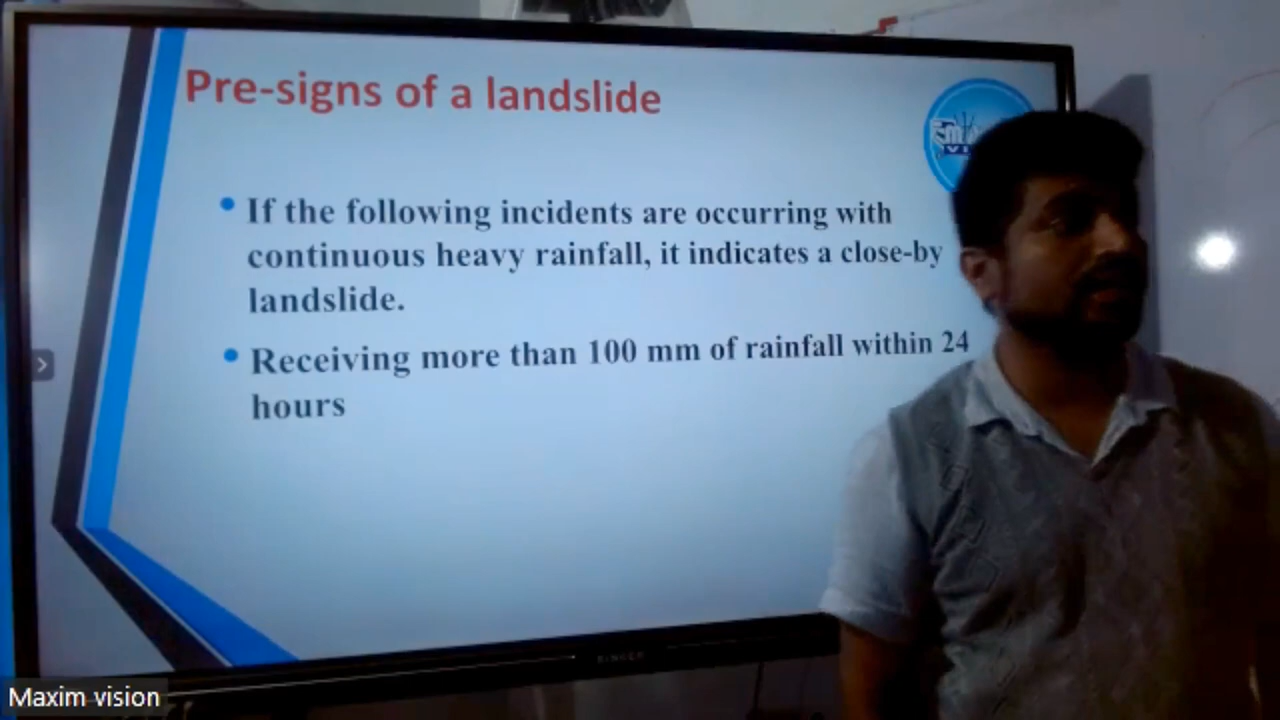 Pre-signs of a landslide
If the following incidents are occurring with
continuous heavy rainfall, it indicates a close-by
landslide.
Receiving more than 100 mm of rainfall within 24
hours
SINGER
Maxim vision